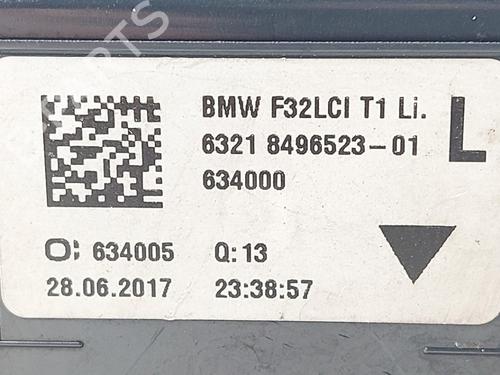 BMW F32LCI T1 Li.
6321 8496523-01
L
634000
O: 634005 Q: 13
28.06.2017 23:38:57